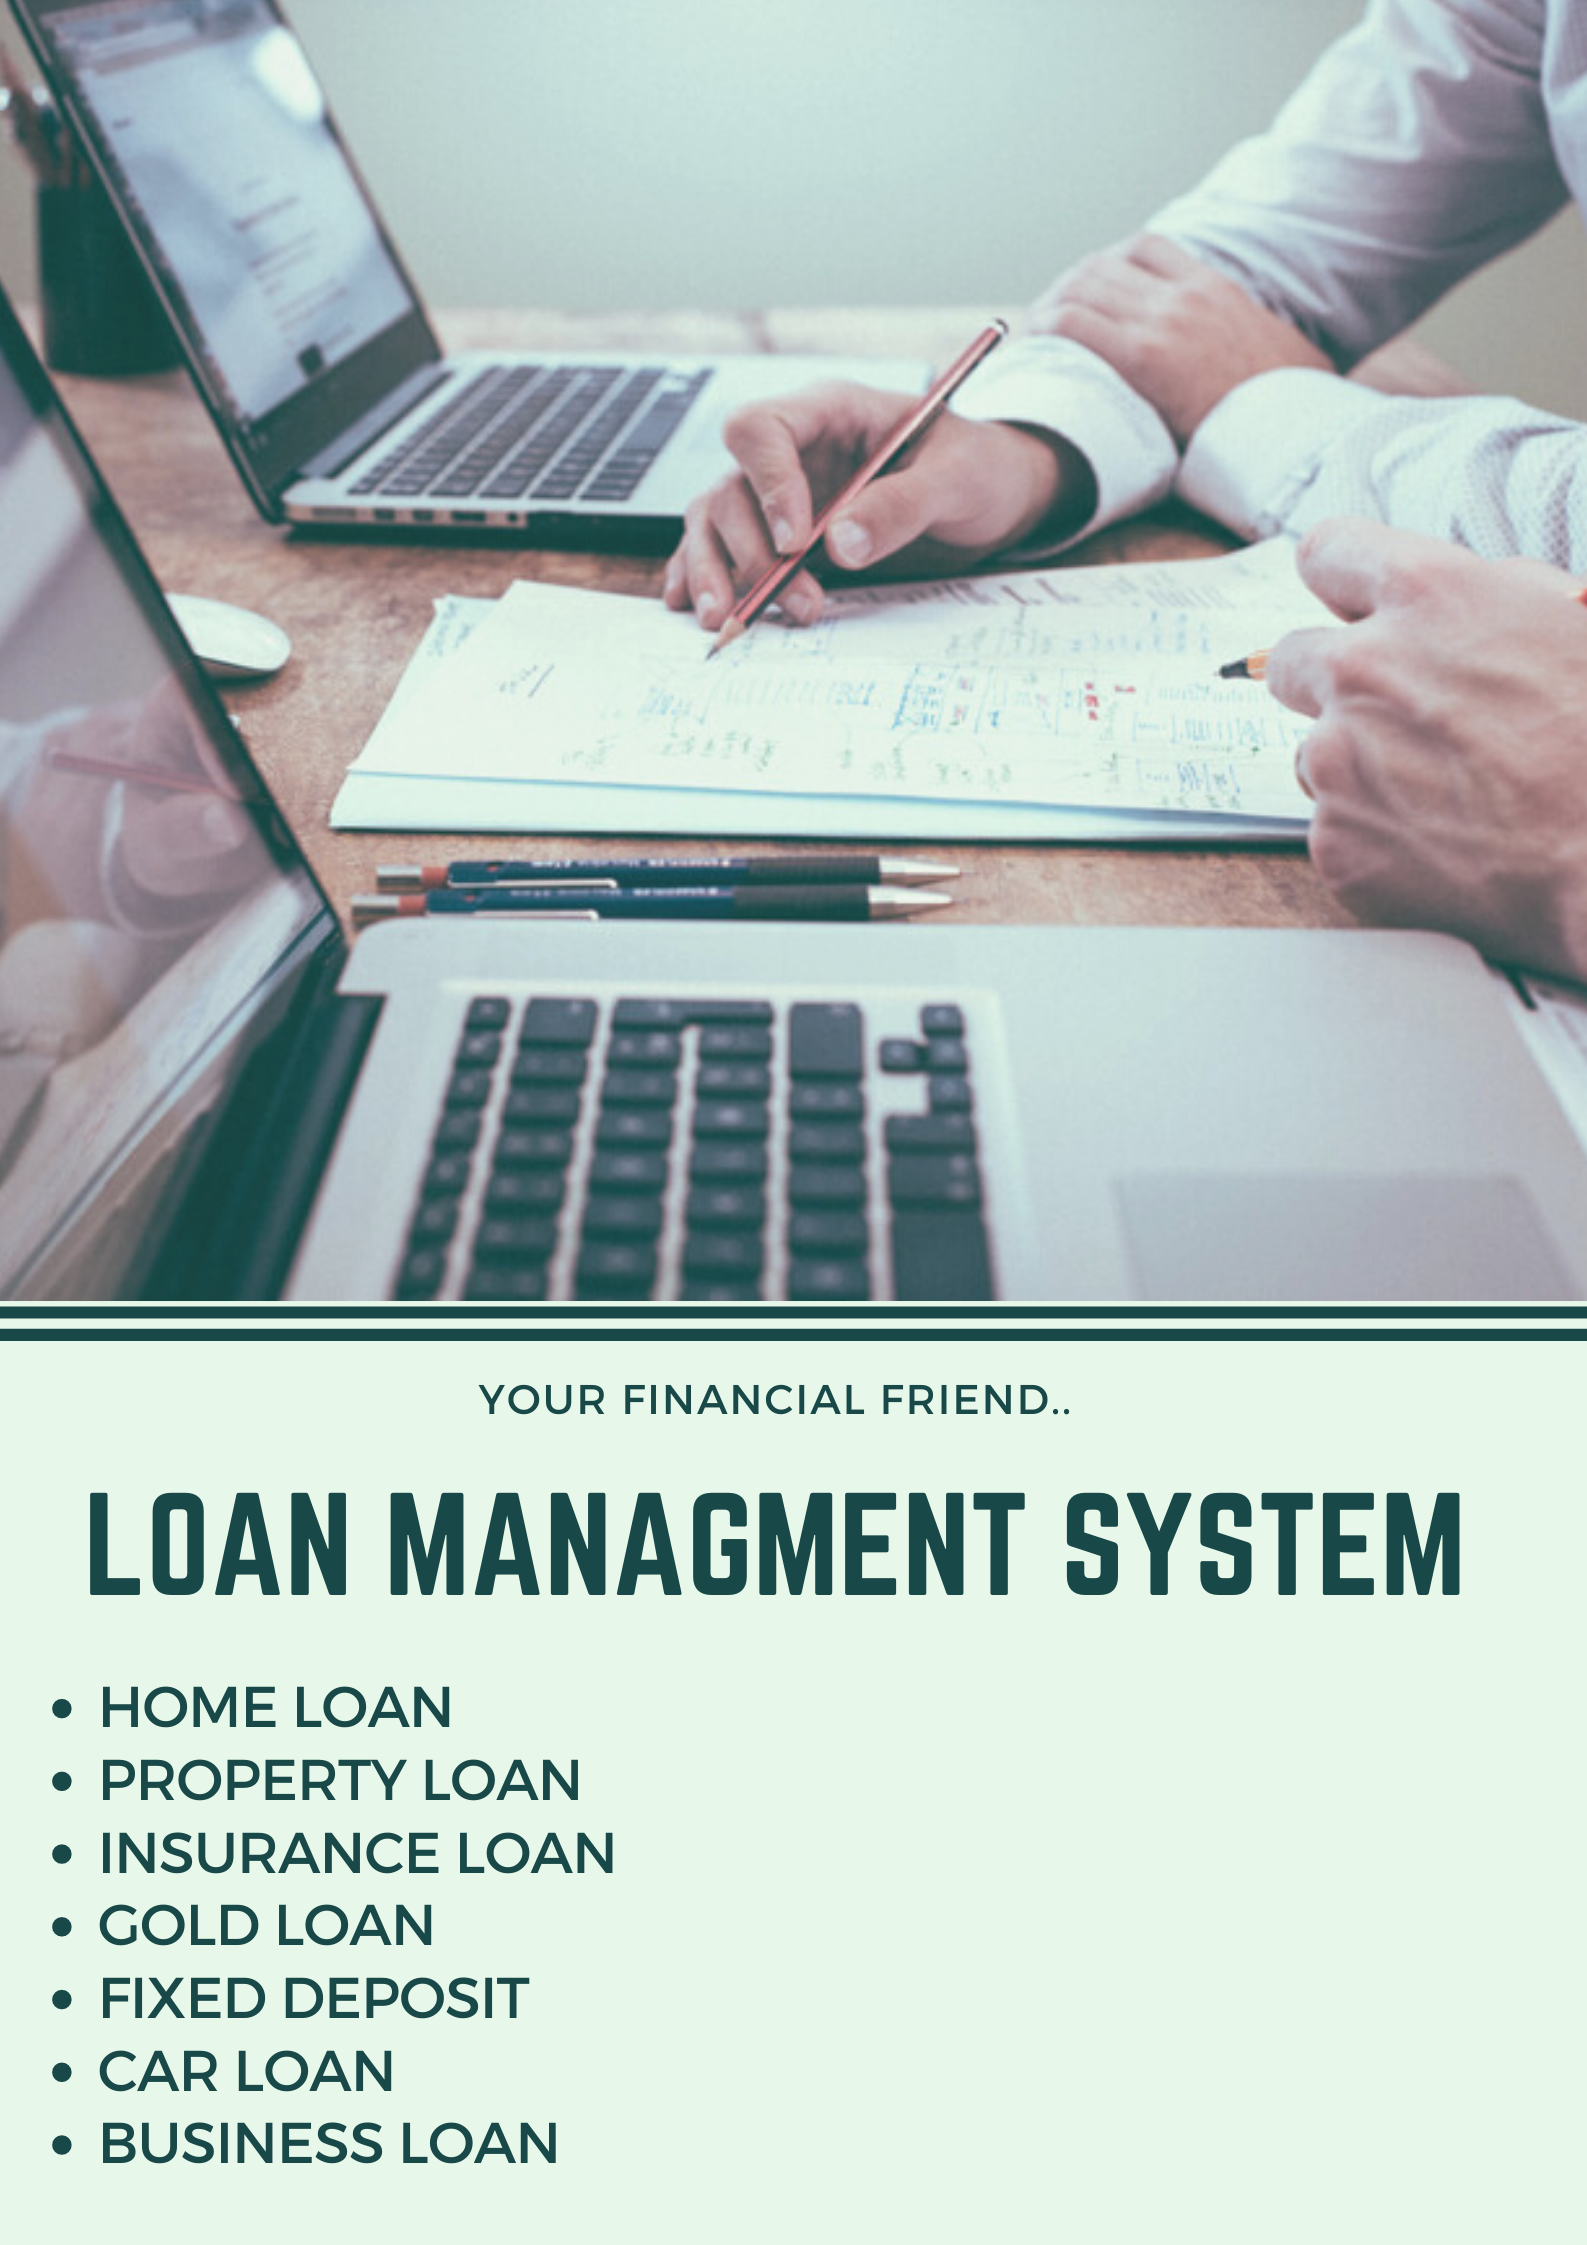 YOUR FINANCIAL FRIEND..
LOAN MANAGMENT SYSTEM
HOME LOAN
PROPERTY LOAN
INSURANCE LOAN
GOLD LOAN
FIXED DEPOSIT
CAR LOAN
BUSINESS LOAN